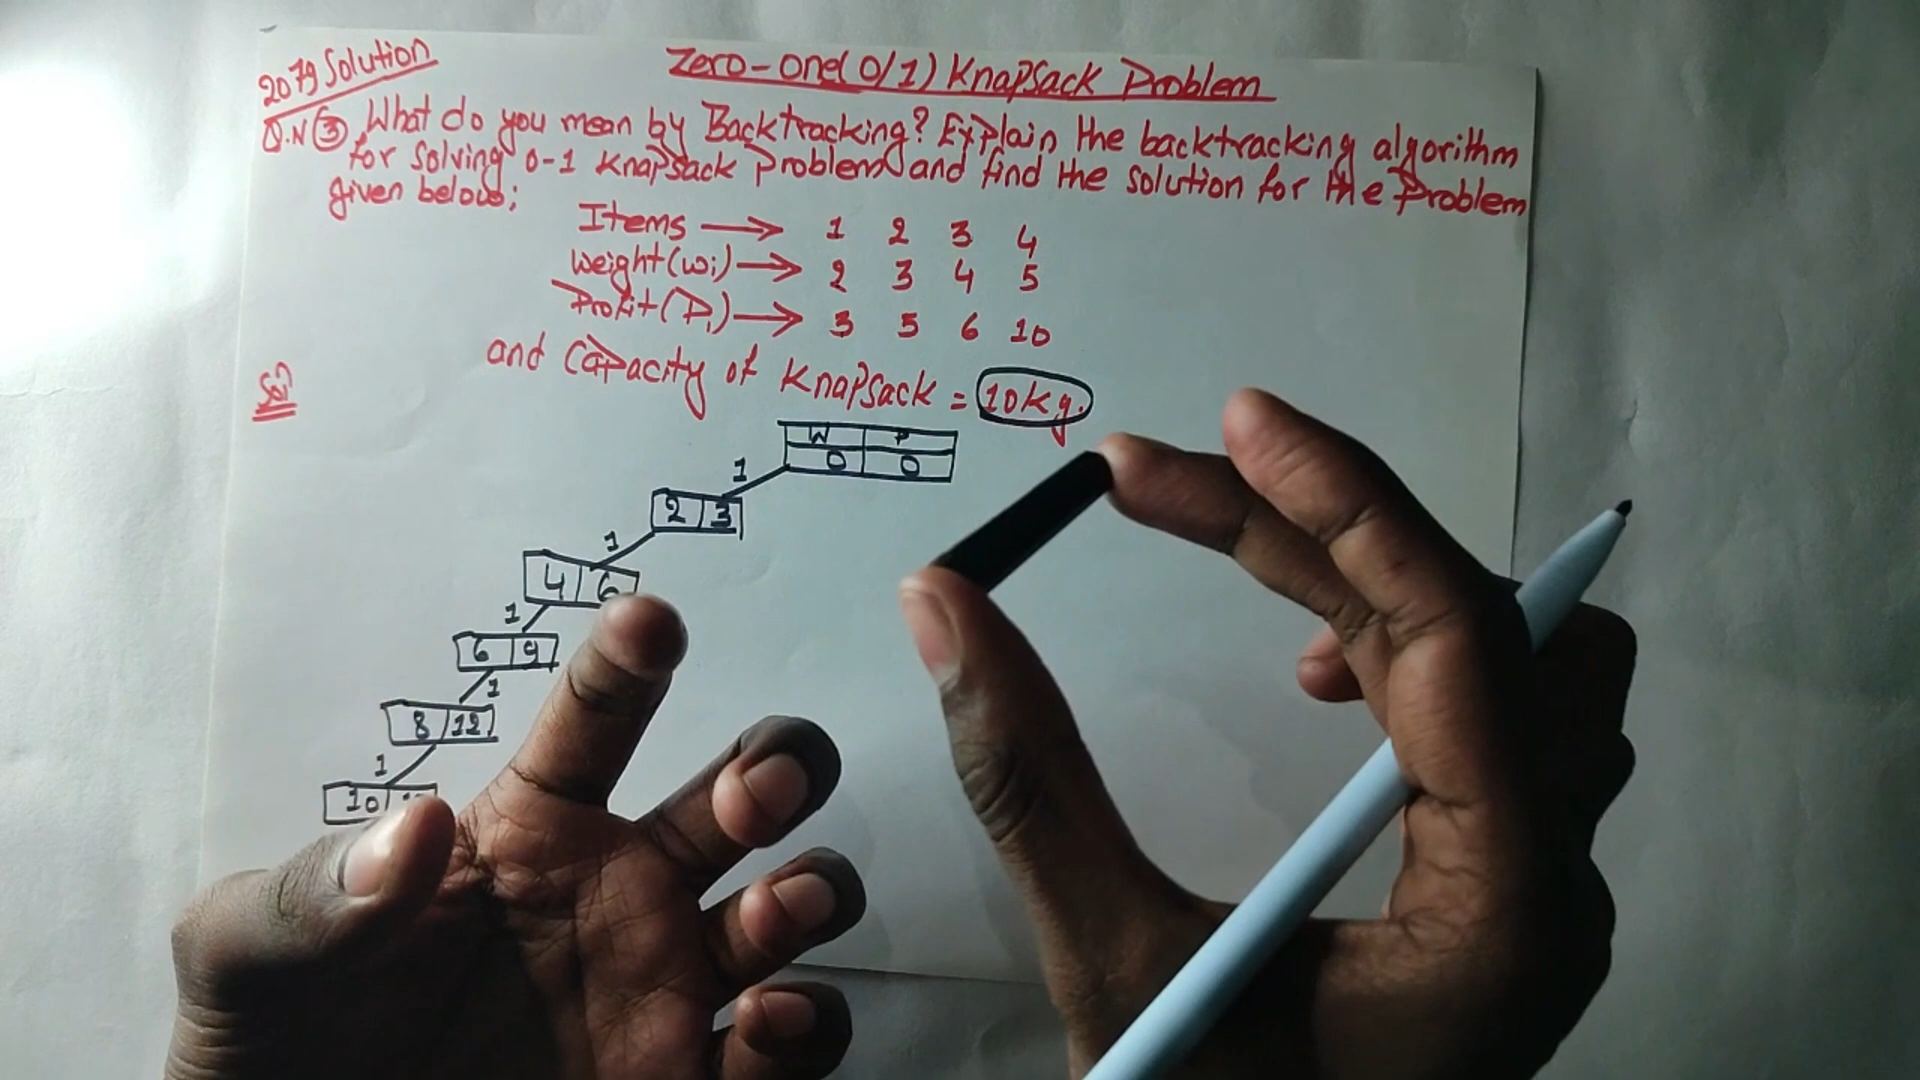 2079 Solution
Zero-one(0/1) Knapsack Problem
Q.N ③ What do you mean by Backtracking? Explain the backtracking algorithm
for solving 0-1 Knapsack problem and find the solution for the Problem
given below;
Items → 1 2 3 4
Weight(wi) → 2 3 4 5
Profit(Pi) → 3 5 6 10
and Capacity of Knapsack = 10kg.
Sol
W P
0 0
1
2 3
1
4 6
1
6 9
1
8 12
1
10